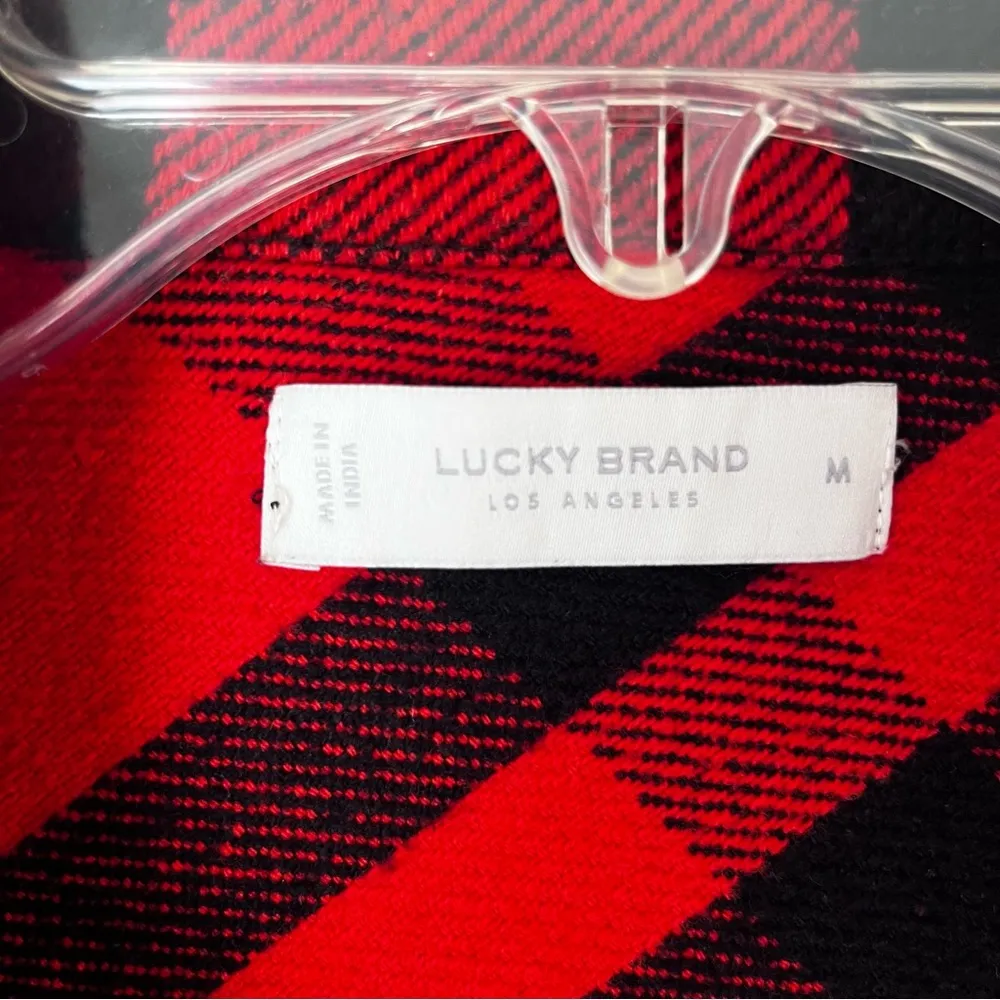 MADE IN
INDIA
LUCKY BRAND
LOS ANGELES
M